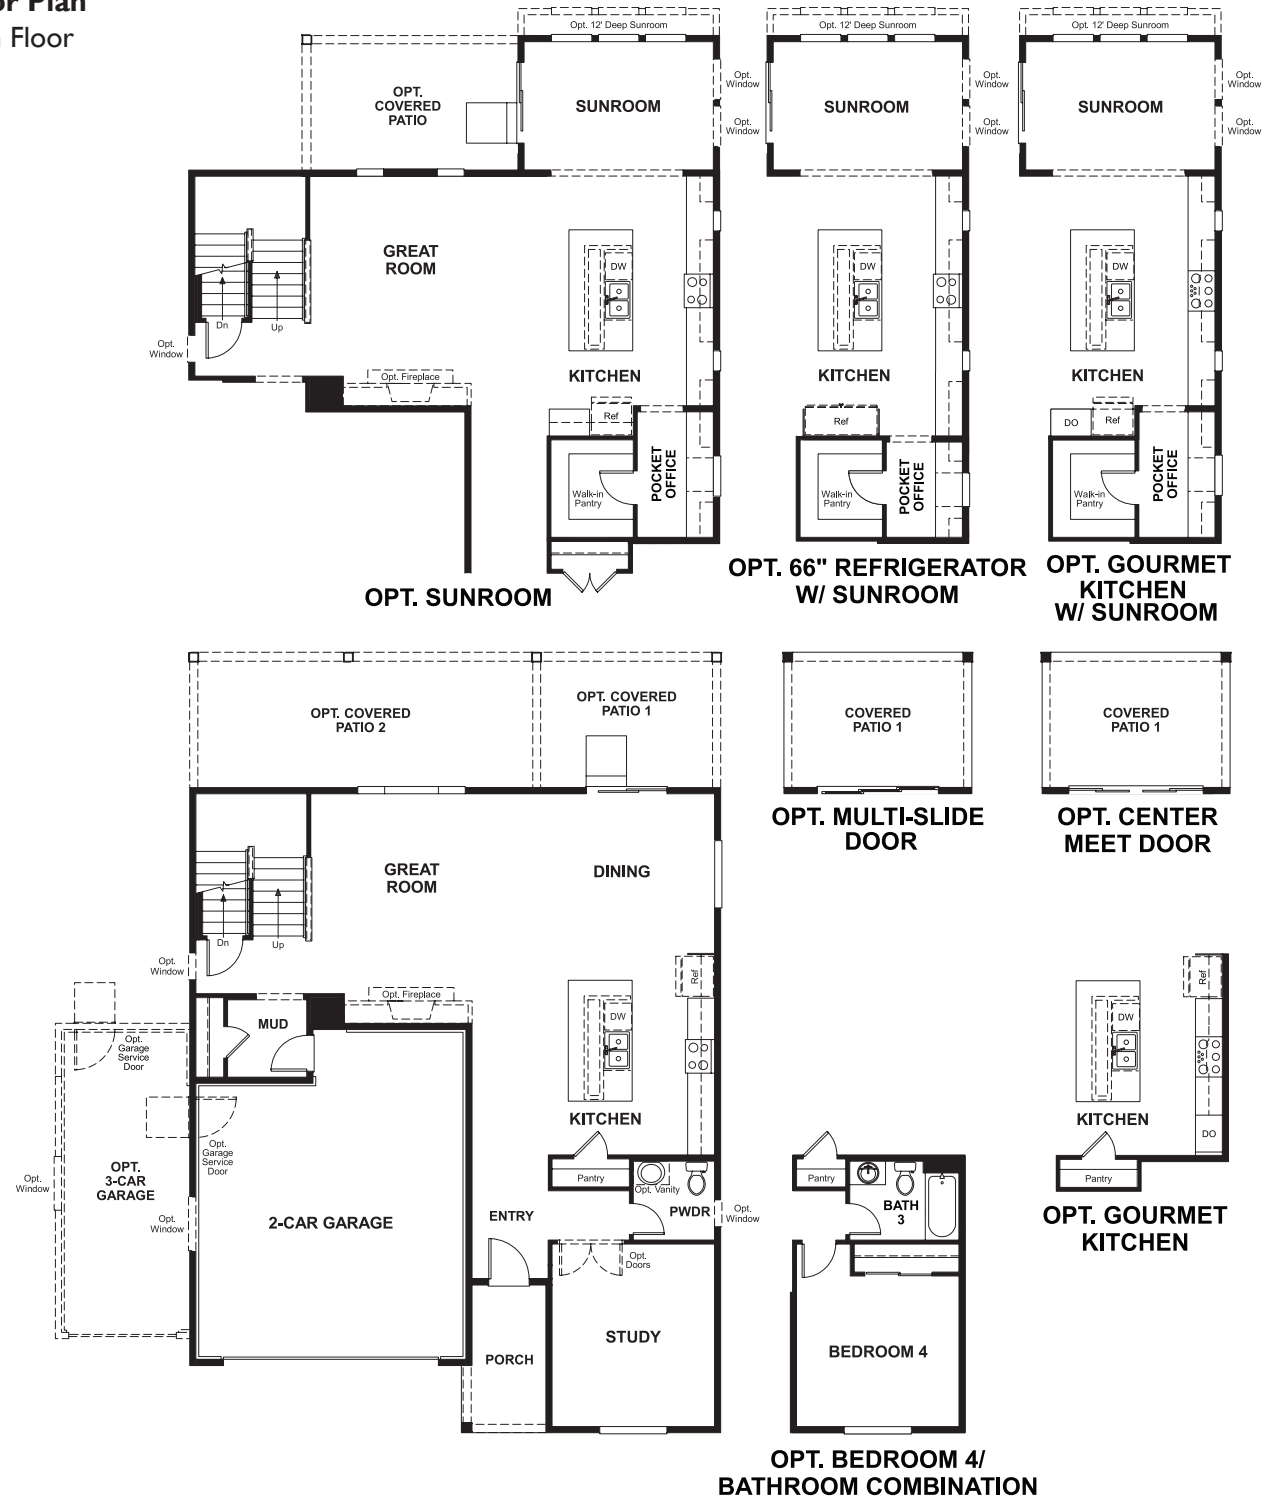 or Plan
Floor
Opt. 12' Deep Sunroom
Opt. 12' Deep Sunroom
Opt. 12' Deep Sunroom
OPT.
COVERED
PATIO
SUNROOM
Opt.
Window
Opt.
Window
SUNROOM
Opt.
Window
Opt.
Window
SUNROOM
Opt.
Window
Opt.
Window
GREAT
ROOM
DW
DW
DW
Dn
Up
Opt.
Window
Opt. Fireplace
KITCHEN
KITCHEN
KITCHEN
Ref
Ref
DO
Ref
Walk-in
Pantry
POCKET
OFFICE
Walk-in
Pantry
POCKET
OFFICE
Walk-in
Pantry
POCKET
OFFICE
OPT. SUNROOM
OPT. 66" REFRIGERATOR
W/ SUNROOM
OPT. GOURMET
KITCHEN
W/ SUNROOM
OPT. COVERED
PATIO 2
OPT. COVERED
PATIO 1
COVERED
PATIO 1
COVERED
PATIO 1
OPT. MULTI-SLIDE
DOOR
OPT. CENTER
MEET DOOR
GREAT
ROOM
DINING
Dn
Up
Opt.
Window
Opt. Fireplace
Ref
DW
MUD
Opt.
Garage
Service
Door
KITCHEN
Opt.
Garage
Service
Door
OPT.
3-CAR
GARAGE
Opt.
Window
Opt.
Window
2-CAR GARAGE
Pantry
Opt. Vanity
PWDR
Opt.
Window
ENTRY
Opt.
Doors
STUDY
PORCH
Pantry
BATH
3
BEDROOM 4
OPT. BEDROOM 4/
BATHROOM COMBINATION
Ref
DW
KITCHEN
DO
Pantry
OPT. GOURMET
KITCHEN